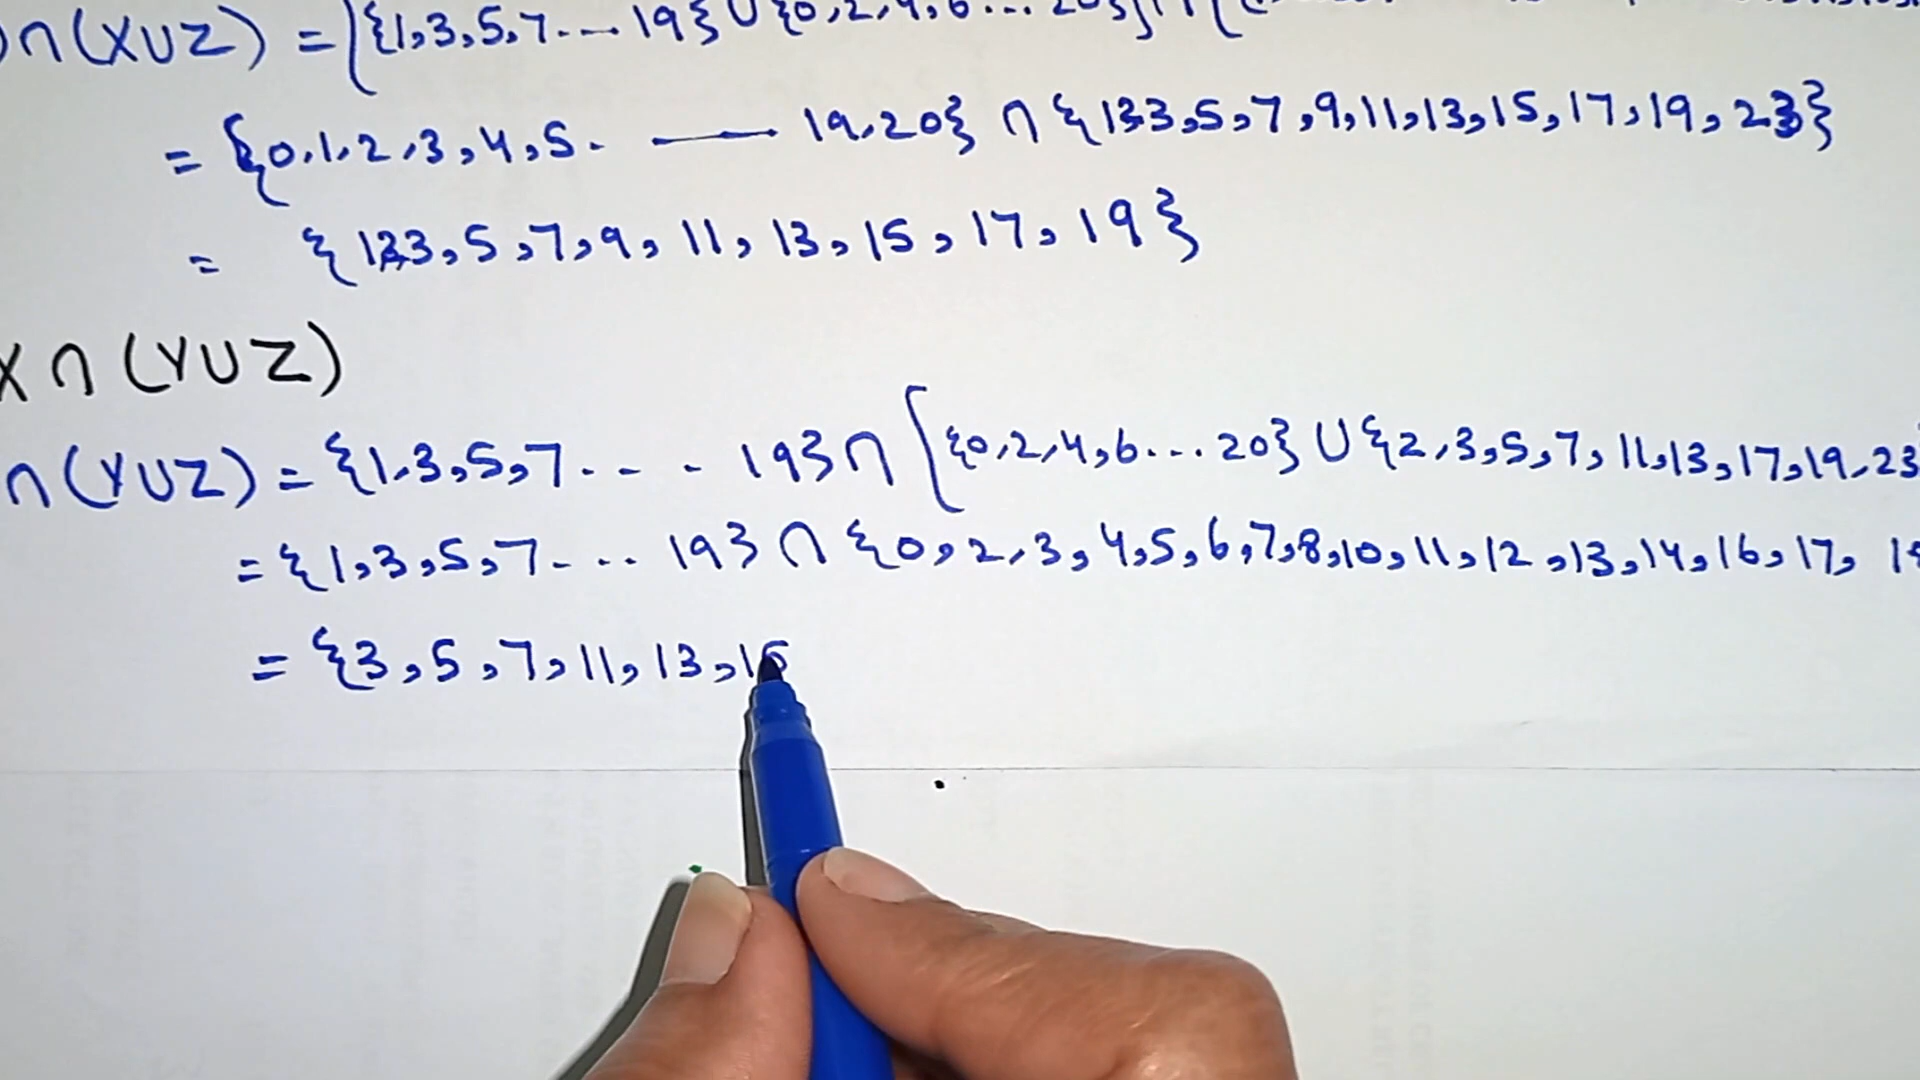 ∩(X∪Z) = [{1,3,5,7....19}∪{0,2,4,6...20}]∩
= {0,1,2,3,4,5. — 19,20} ∩ {1,2,3,5,7,9,11,13,15,17,19,23}
= {1,2,3,5,7,9,11,13,15,17,19}
X∩(Y∪Z)
∩(Y∪Z) = {1,3,5,7... 19}∩[{0,2,4,6...20}∪{2,3,5,7,11,13,17,19,23
= {1,3,5,7... 19}∩{0,2,3,4,5,6,7,8,10,11,12,13,14,16,17,
= {3,5,7,11,13,15